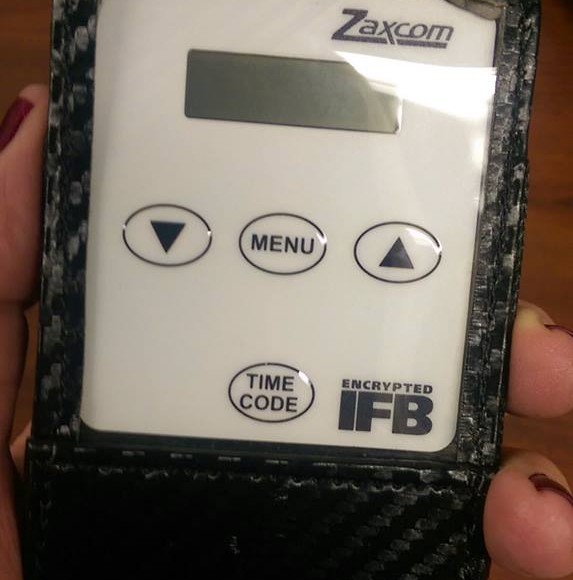 Zaxcom
MENU
TIME
CODE
ENCRYPTED
IFB